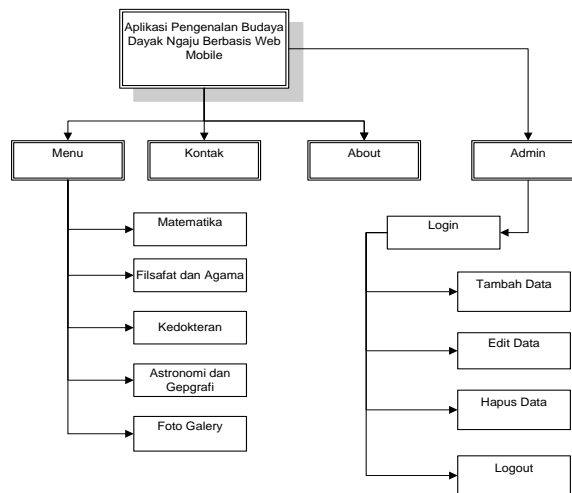 Aplikasi Pengenalan Budaya
Dayak Ngaju Berbasis Web
Mobile
Menu
Kontak
About
Admin
Matematika
Filsafat dan Agama
Kedokteran
Astronomi dan
Gepgrafi
Foto Galery
Login
Tambah Data
Edit Data
Hapus Data
Logout